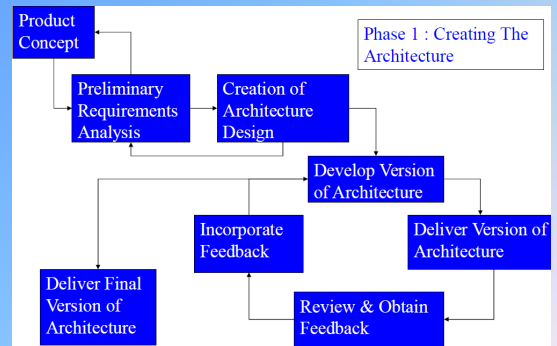 Product
Concept
Phase 1 : Creating The
Architecture
Preliminary
Requirements
Analysis
Creation of
Architecture
Design
Develop Version
of Architecture
Incorporate
Feedback
Deliver Version of
Architecture
Deliver Final
Version of
Architecture
Review & Obtain
Feedback